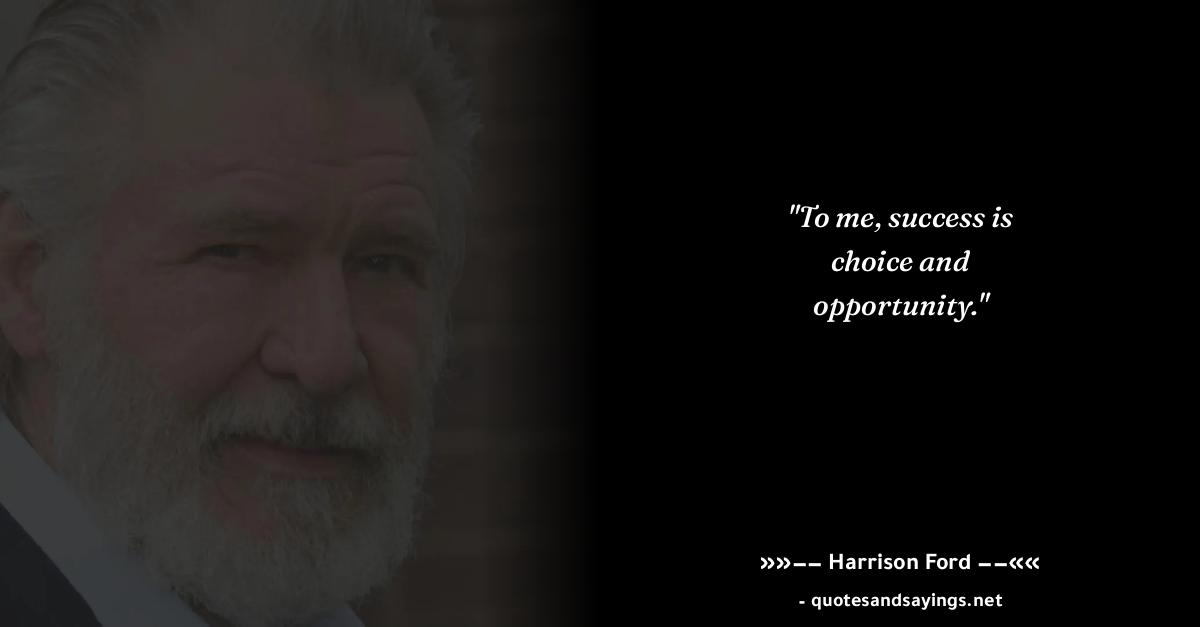 "To me, success is
choice and
opportunity."
»»–– Harrison Ford ––««
- quotesandsayings.net